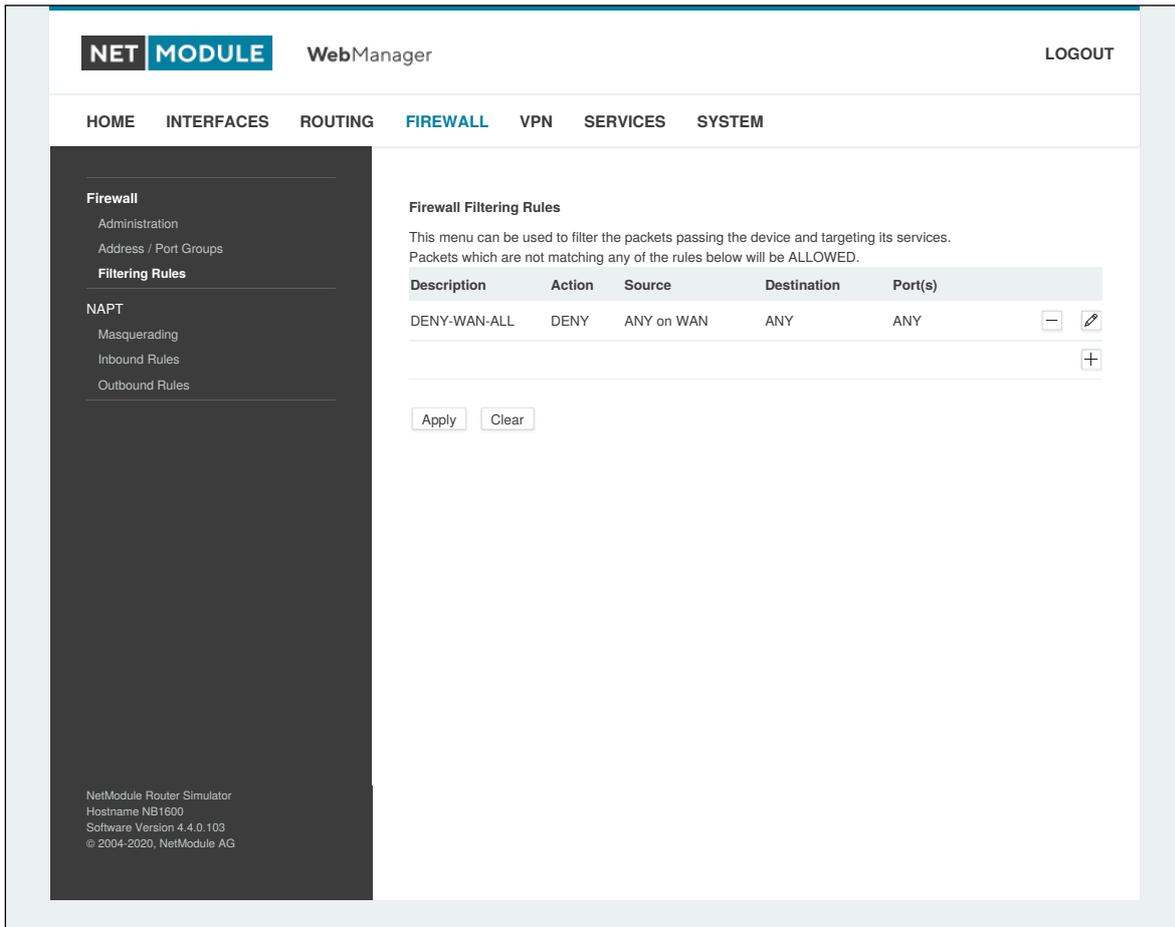 NET MODULE WebManager LOGOUT
HOME INTERFACES ROUTING FIREWALL VPN SERVICES SYSTEM
Firewall
Administration
Address / Port Groups
Filtering Rules
NAPT
Masquerading
Inbound Rules
Outbound Rules
Firewall Filtering Rules
This menu can be used to filter the packets passing the device and targeting its services.
Packets which are not matching any of the rules below will be ALLOWED.
Description Action Source Destination Port(s)
DENY-WAN-ALL DENY ANY on WAN ANY ANY
Apply Clear
NetModule Router Simulator
Hostname NB1600
Software Version 4.4.0.103
© 2004-2020, NetModule AG